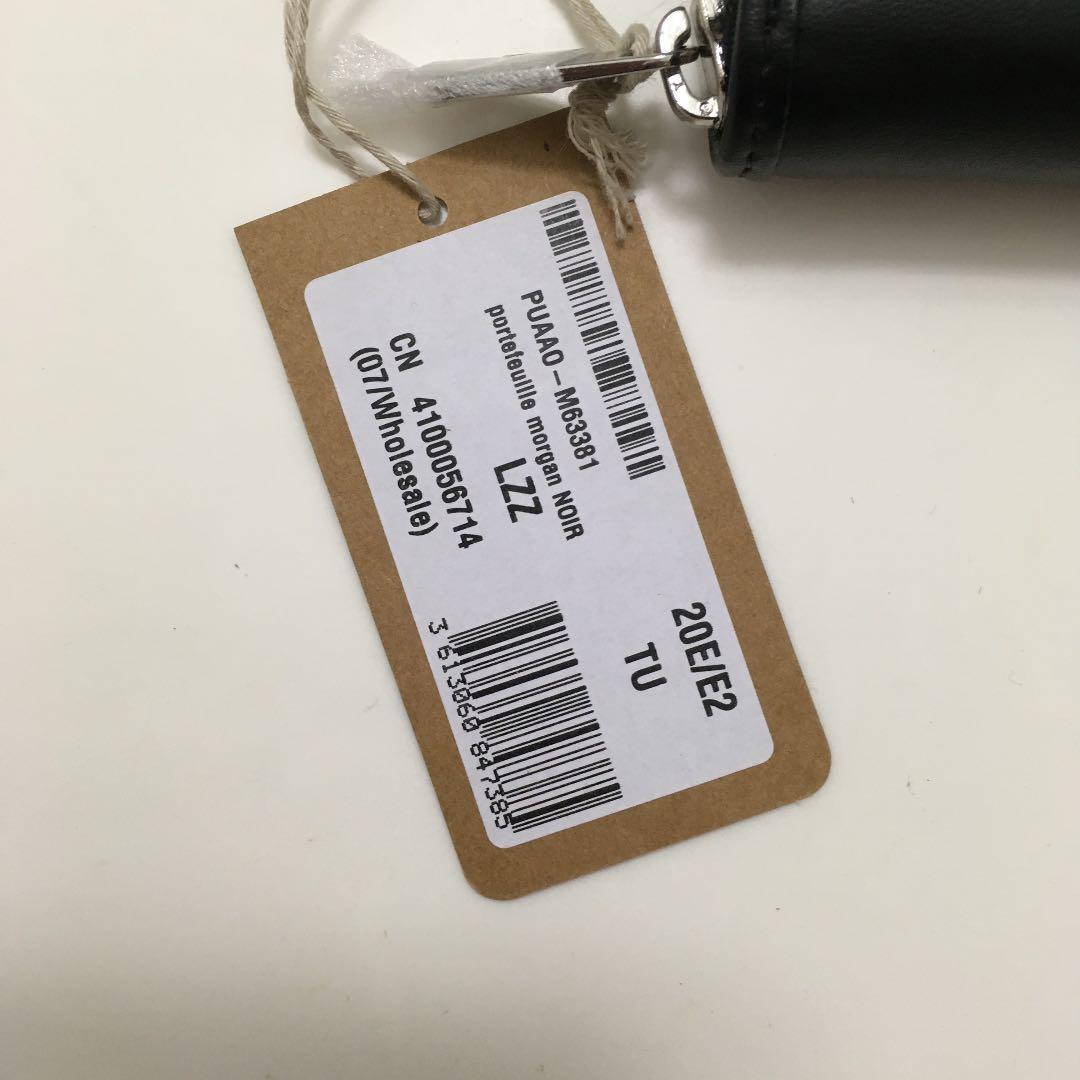 PUAAO-M63381
portefeuille morgan NOIR
LZZ
CN 4100056714
(07/Wholesale)
20E/E2
TU
3 613060 847385